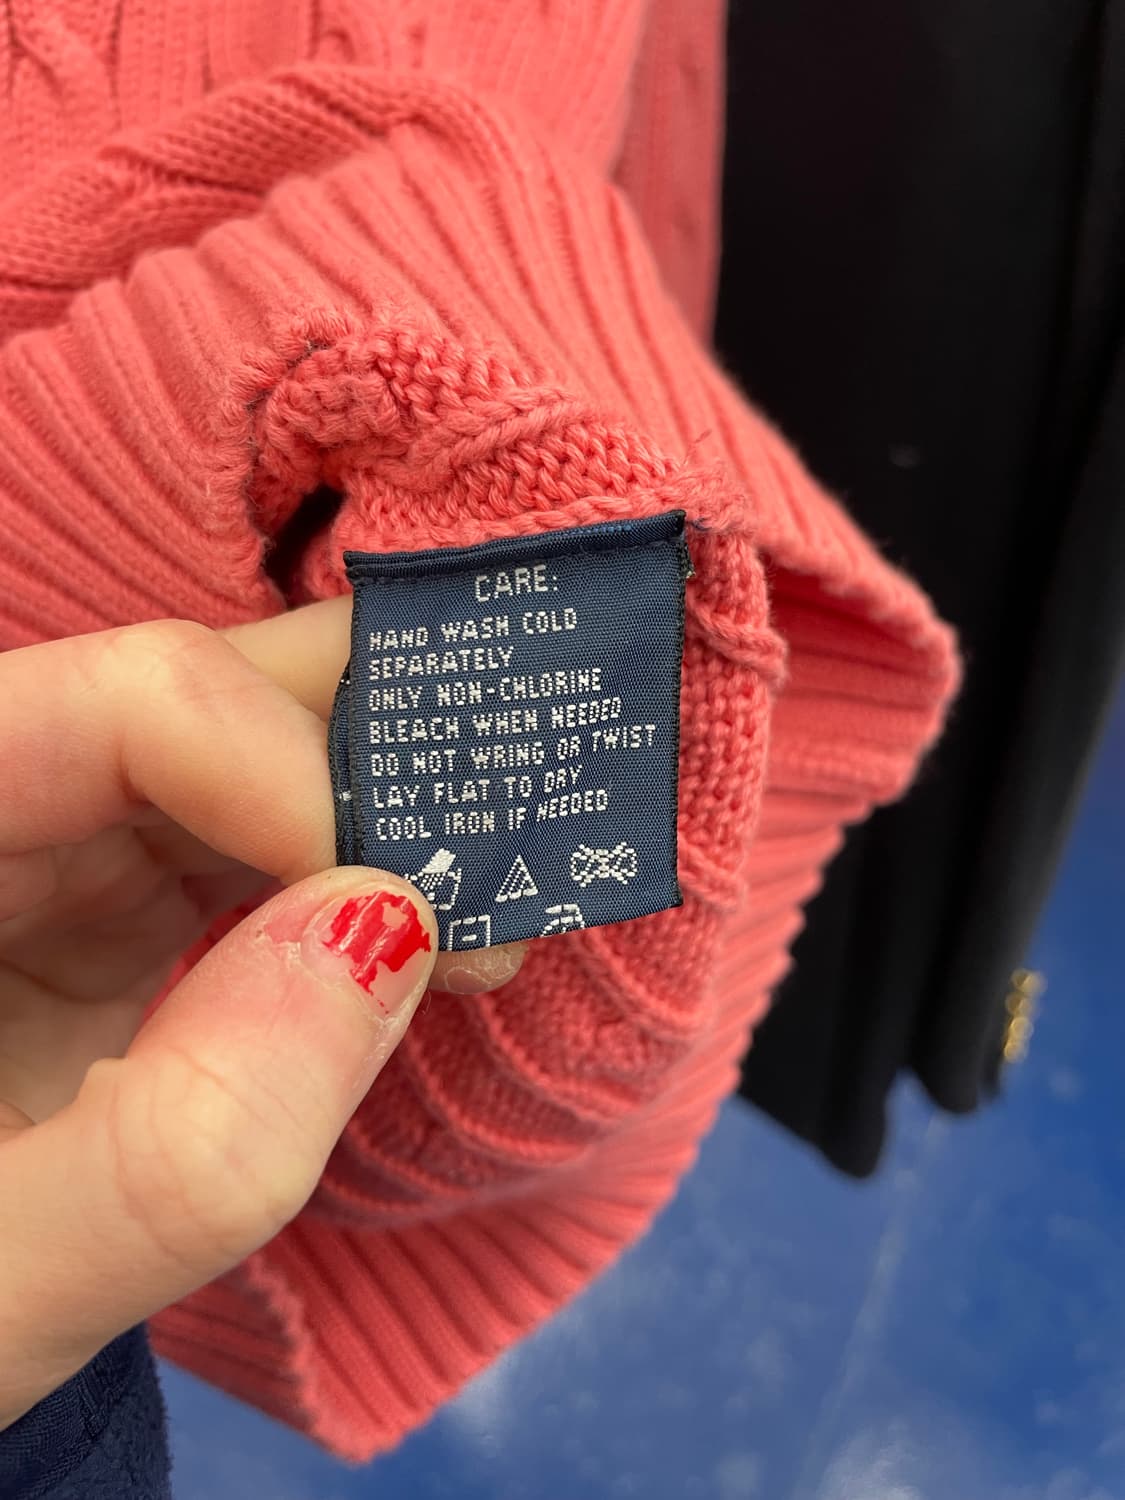 CARE:
HAND WASH COLD
SEPARATELY
ONLY NON-CHLORINE
BLEACH WHEN NEEDED
DO NOT WRING OR TWIST
LAY FLAT TO DRY
COOL IRON IF NEEDED